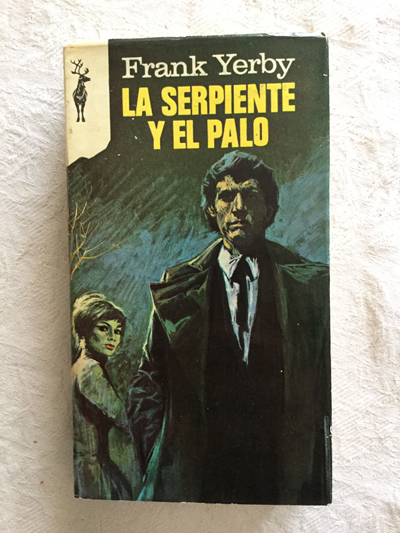 Frank Yerby
LA SERPIENTE
Y EL PALO